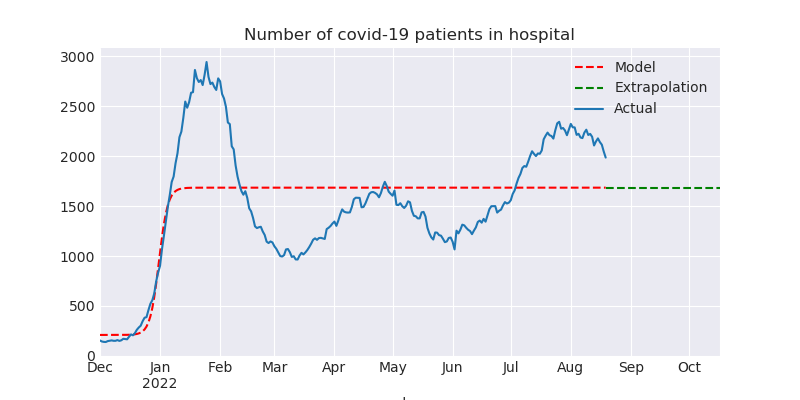 Number of covid-19 patients in hospital
3000
2500
2000
1500
1000
500
0
Model
Extrapolation
Actual
Dec Jan Feb Mar Apr May Jun Jul Aug Sep Oct
2022